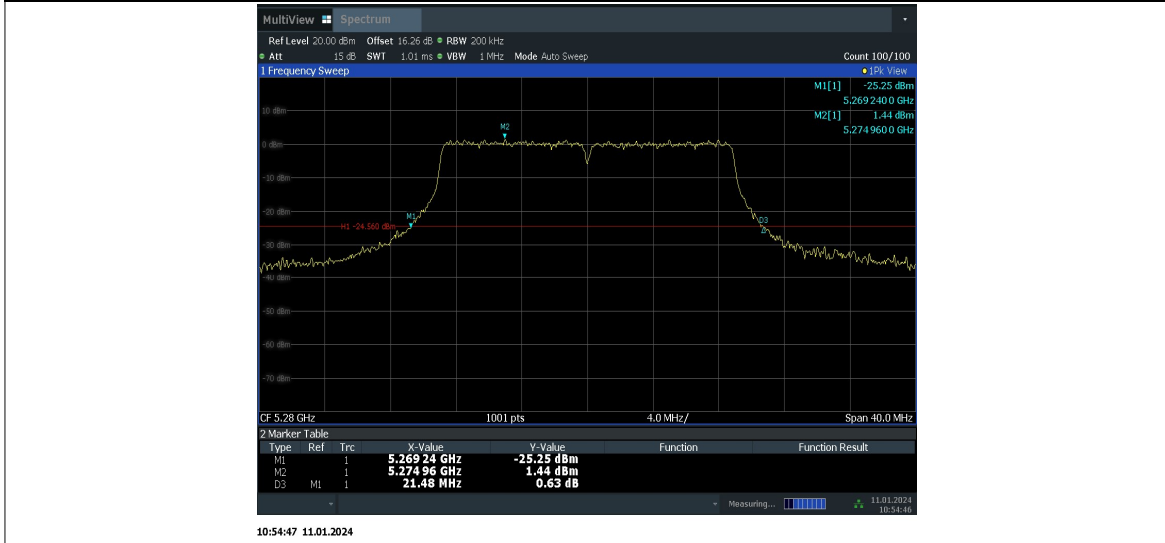 MultiView Spectrum
Ref Level 20.00 dBm Offset 16.26 dB RBW 200 kHz
Att 15 dB SWT 1.01 ms VBW 1 MHz Mode Auto Sweep Count 100/100
1 Frequency Sweep 1Pk View
M1[1] -25.25 dBm
5.269 240 0 GHz
M2[1] 1.44 dBm
5.274 960 0 GHz
10 dBm
M2
0 dBm
-10 dBm
-20 dBm
M1
D3
H1 -24.560 dBm
-30 dBm
-40 dBm
-50 dBm
-60 dBm
-70 dBm
CF 5.28 GHz 1001 pts 4.0 MHz/ Span 40.0 MHz
2 Marker Table
Type Ref Trc X-Value Y-Value Function Function Result
M1 1 5.269 24 GHz -25.25 dBm
M2 1 5.274 96 GHz 1.44 dBm
D3 M1 1 21.48 MHz 0.63 dB
Measuring... 11.01.2024
10:54:46
10:54:47 11.01.2024